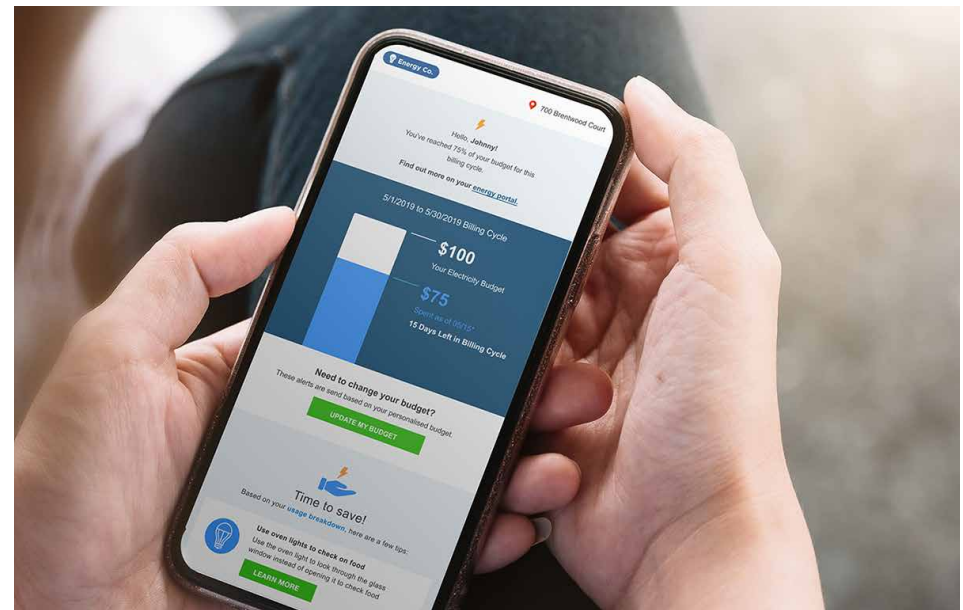 Energy Co.
700 Brentwood Court
Hello, Johnny!
You've reached 75% of your budget for this
billing cycle.
Find out more on your energy portal.
5/1/2019 to 5/30/2019 Billing Cycle
$100
Your Electricity Budget
$75
Spent as of 05/15*
15 Days Left in Billing Cycle
Need to change your budget?
These alerts are send based on your personalised budget
UPDATE MY BUDGET
Time to save!
Based on your usage breakdown, here are a few tips:
Use oven lights to check on food
Use the oven light to look through the glass
window instead of opening it to check food
LEARN MORE